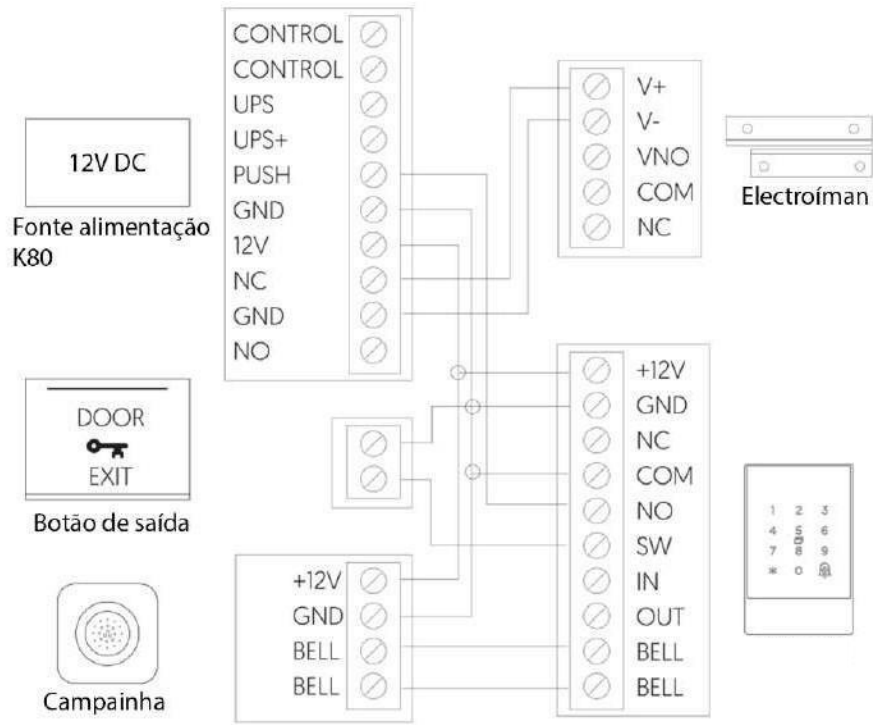 CONTROL
CONTROL
UPS
UPS+
PUSH
GND
12V
NC
GND
NO
V+
V-
VNO
COM
NC
12V DC
Fonte alimentação
K80
Electroíman
DOOR
EXIT
Botão de saída
+12V
GND
NC
COM
NO
SW
IN
OUT
BELL
BELL
1 2 3
4 5 6
7 8 9
* 0
+12V
GND
BELL
BELL
Campainha